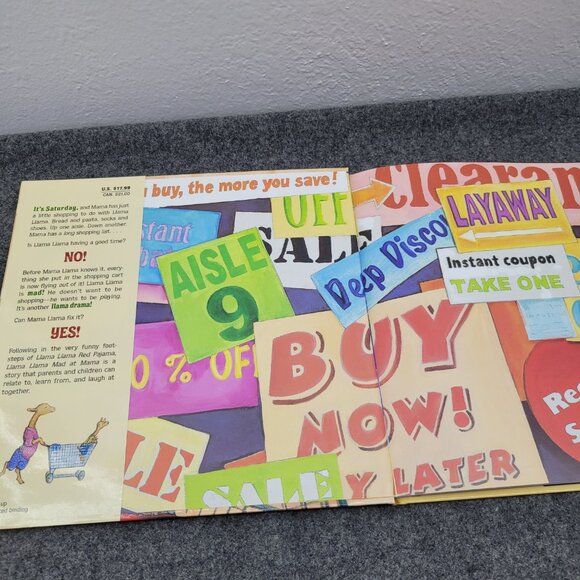 U.S. $17.99
CAN. $21.00
It's Saturday, and Mama has just
a little shopping to do with Llama
Llama. Bread and pasta, socks and
shoes. Up one aisle. Down another.
Mama has a long shopping list . . .
Is Llama Llama having a good time?
NO!
Before Mama Llama knows it, every-
thing she put in the shopping cart
is now flying out of it! Llama Llama
is mad! He doesn't want to be
shopping—he wants to be playing.
It's another llama drama!
Can Mama Llama fix it?
YES!
Following in the very funny foot-
steps of Llama Llama Red Pajama,
Llama Llama Mad at Mama is a
story that parents and children can
relate to, learn from, and laugh at
together.
buy, the more you save!
OFF
SALE
AISLE
9
% OFF
Deep Disco
Clearan
LAYAWAY
Instant coupon
TAKE ONE
BUY
NOW!
LATER
SALE